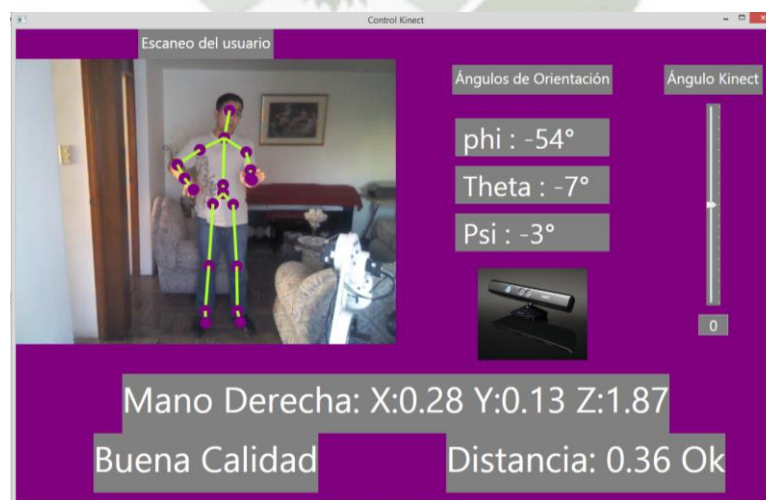 Control Kinect
Escaneo del usuario
Ángulos de Orientación
Ángulo Kinect
phi : -54°
Theta : -7°
Psi : -3°
0
Mano Derecha: X:0.28 Y:0.13 Z:1.87
Buena Calidad
Distancia: 0.36 Ok